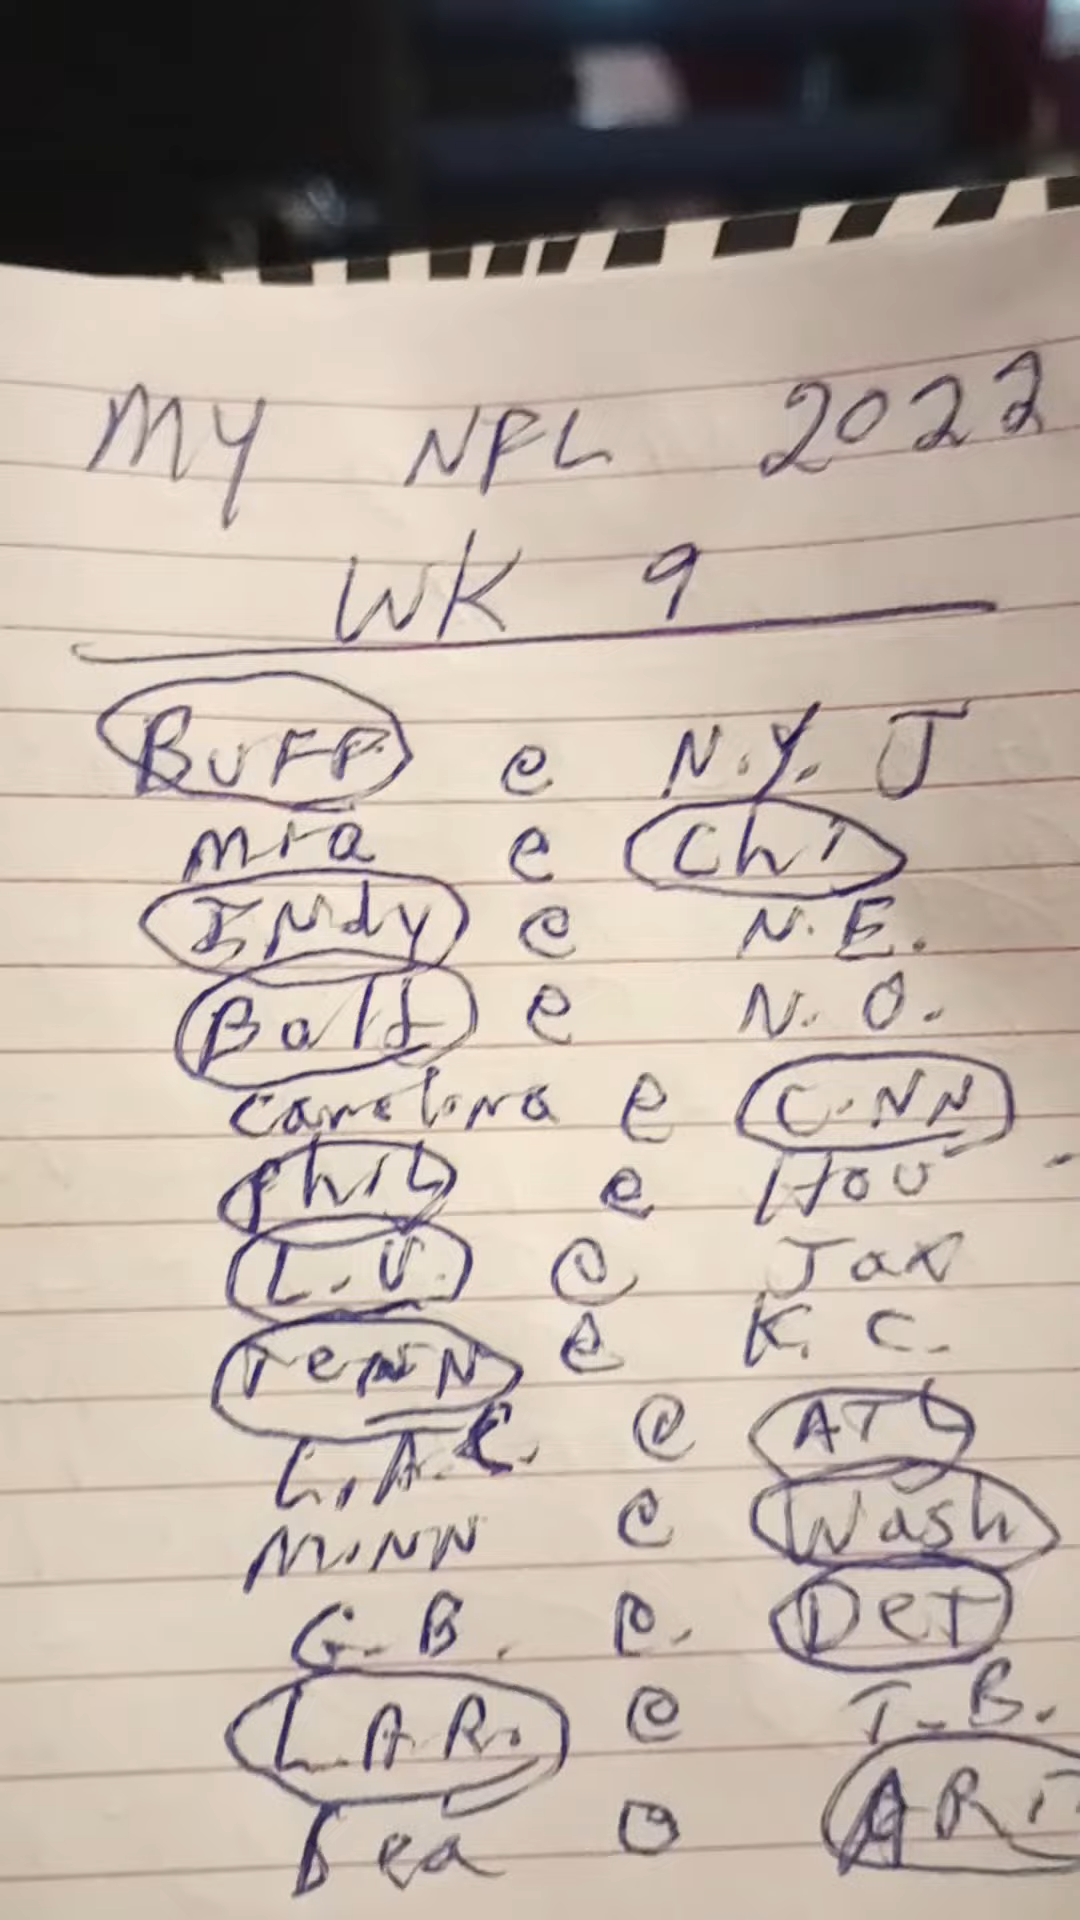 MY NFL 2022
WK 9
BUFF @ N.Y. J
Mia @ Chi
INdy @ N.E.
Balt @ N.O.
Carolina @ CiNN
Phil @ HOU
L.V. @ Jax
TeNN @ K.C.
L.A.C. @ ATL
MiNN @ Wash
G.B. @ DeT
L.A.R. @ T.B.
Sea @ ARI